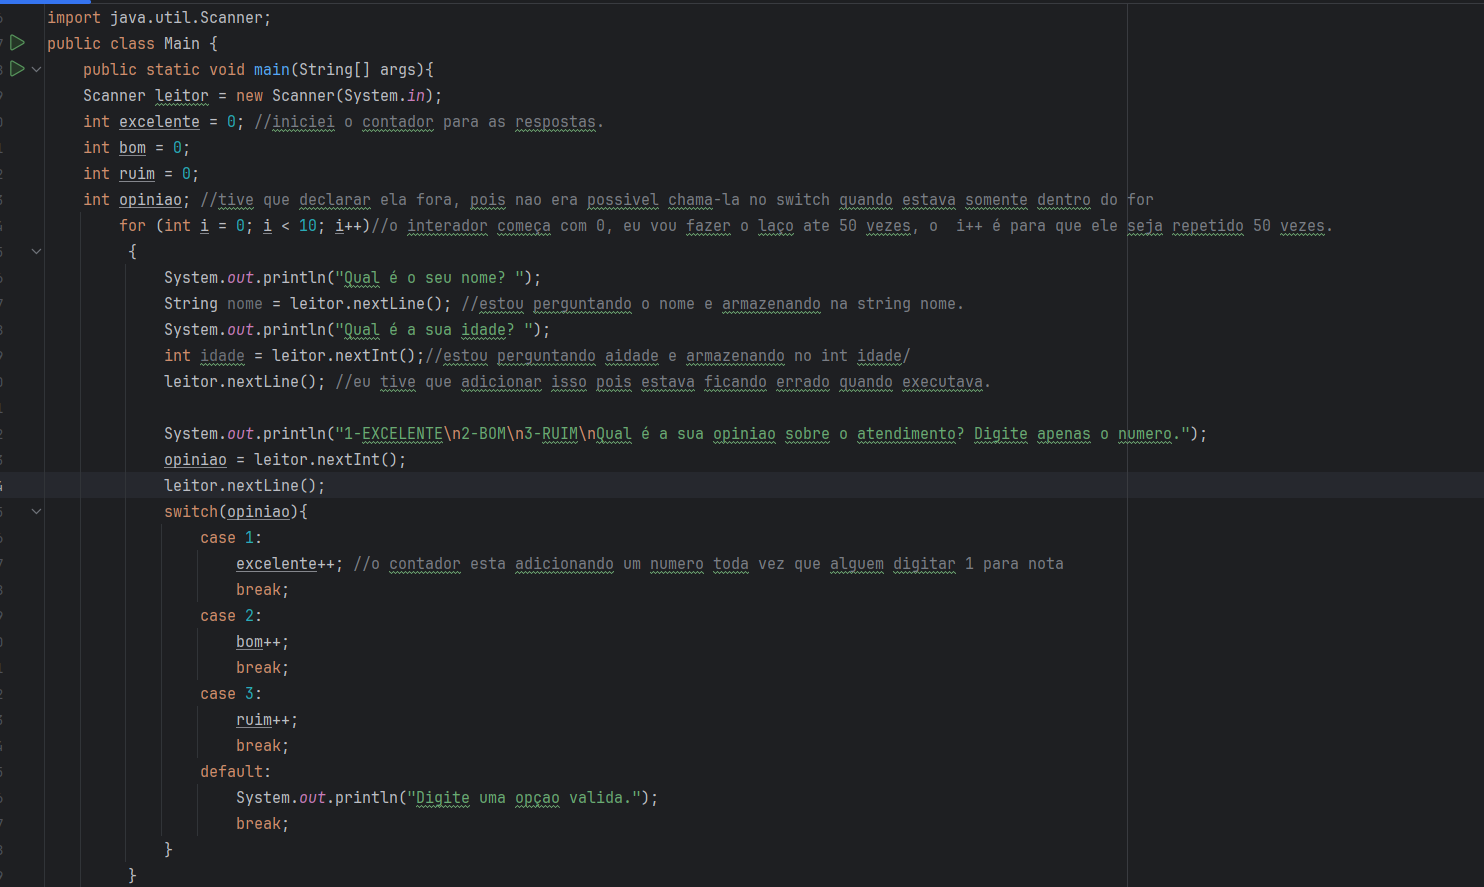 import java.util.Scanner;
public class Main {
public static void main(String[] args){
Scanner leitor = new Scanner(System.in);
int excelente = 0; //iniciei o contador para as respostas.
int bom = 0;
int ruim = 0;
int opiniao; //tive que declarar ela fora, pois nao era possivel chama-la no switch quando estava somente dentro do for
for (int i = 0; i < 10; i++)//o interador começa com 0, eu vou fazer o laço ate 50 vezes, o  i++ é para que ele seja repetido 50 vezes.
{
System.out.println("Qual é o seu nome? ");
String nome = leitor.nextLine(); //estou perguntando o nome e armazenando na string nome.
System.out.println("Qual é a sua idade? ");
int idade = leitor.nextInt();//estou perguntando aidade e armazenando no int idade/
leitor.nextLine(); //eu tive que adicionar isso pois estava ficando errado quando executava.
System.out.println("1-EXCELENTE\n2-BOM\n3-RUIM\nQual é a sua opiniao sobre o atendimento? Digite apenas o numero.");
opiniao = leitor.nextInt();
leitor.nextLine();
switch(opiniao){
case 1:
excelente++; //o contador esta adicionando um numero toda vez que alguem digitar 1 para nota
break;
case 2:
bom++;
break;
case 3:
ruim++;
break;
default:
System.out.println("Digite uma opçao valida.");
break;
}
}